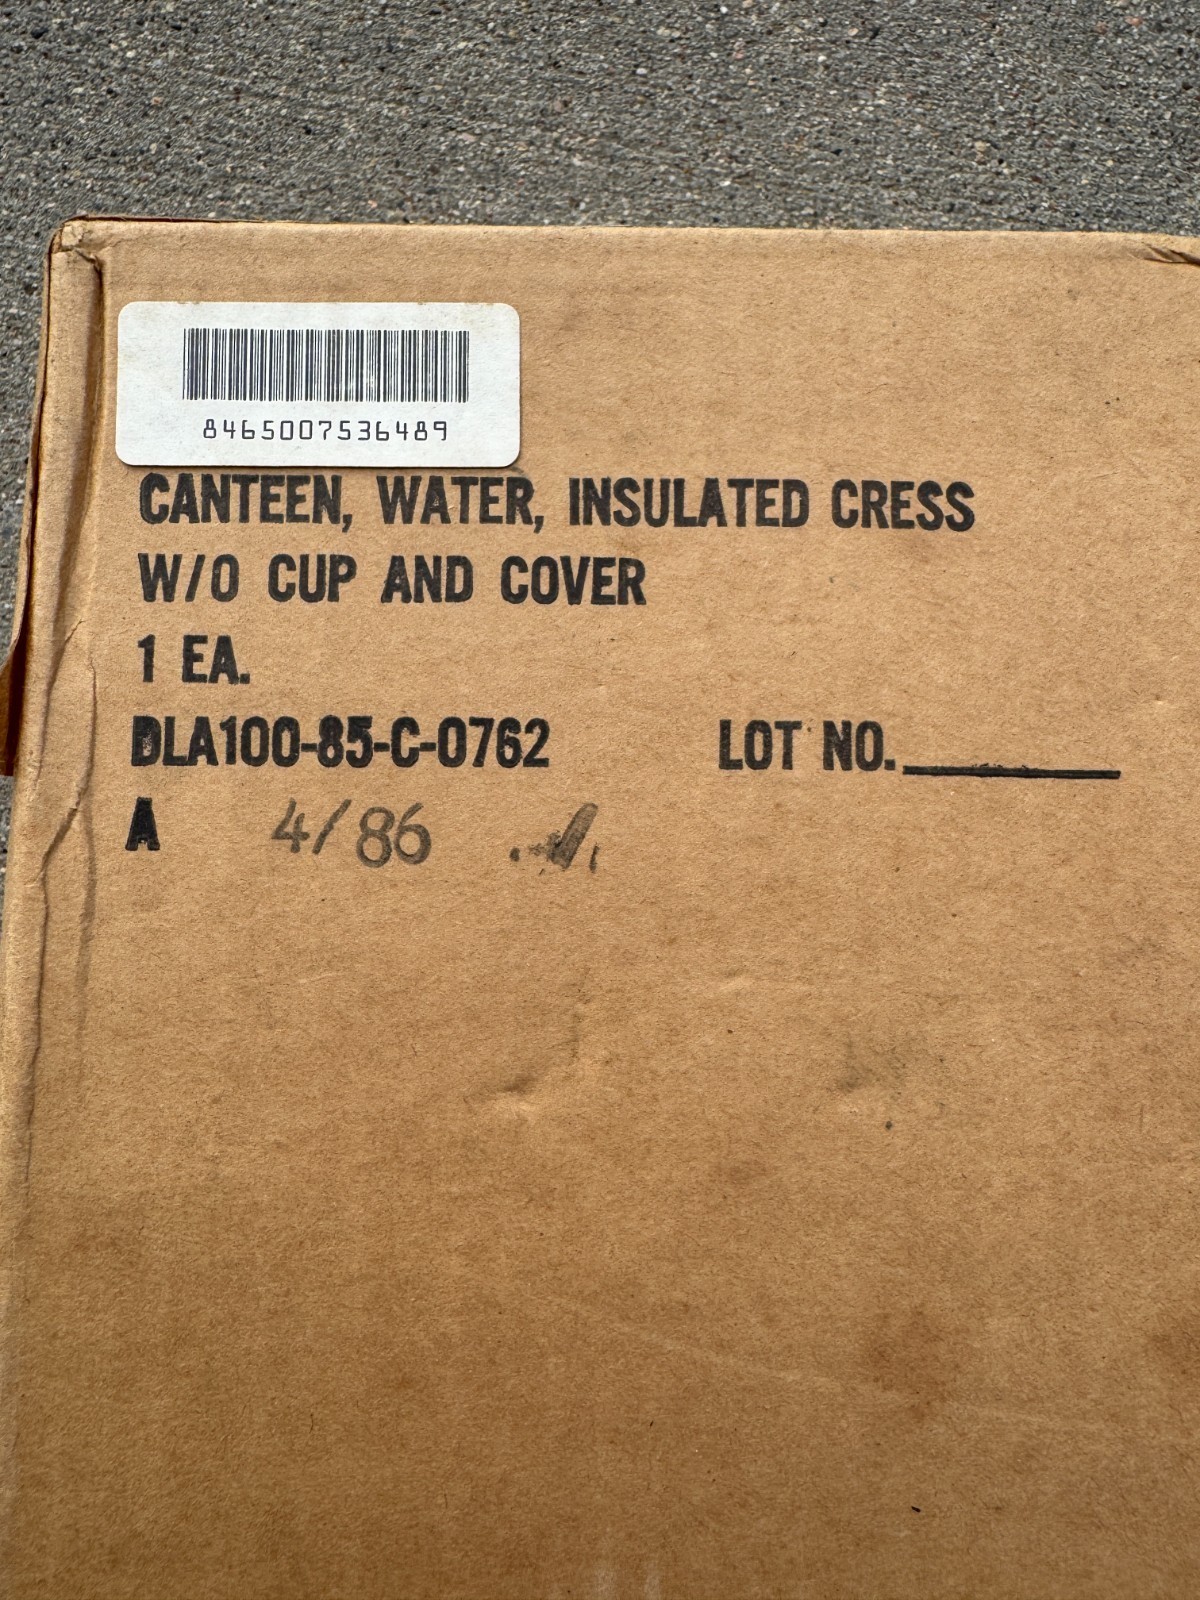 8465007536489
CANTEEN, WATER, INSULATED CRESS
W/O CUP AND COVER
1 EA.
DLA100-85-C-0762 LOT NO.
A 4/86